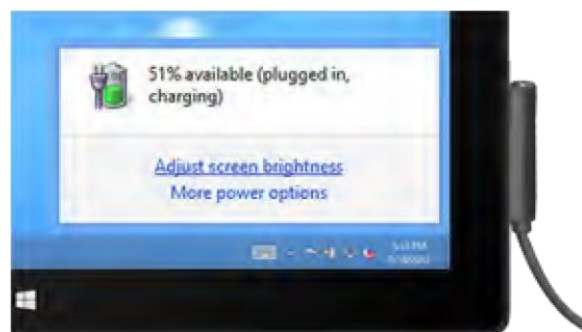 51% available (plugged in,
charging)
Adjust screen brightness
More power options